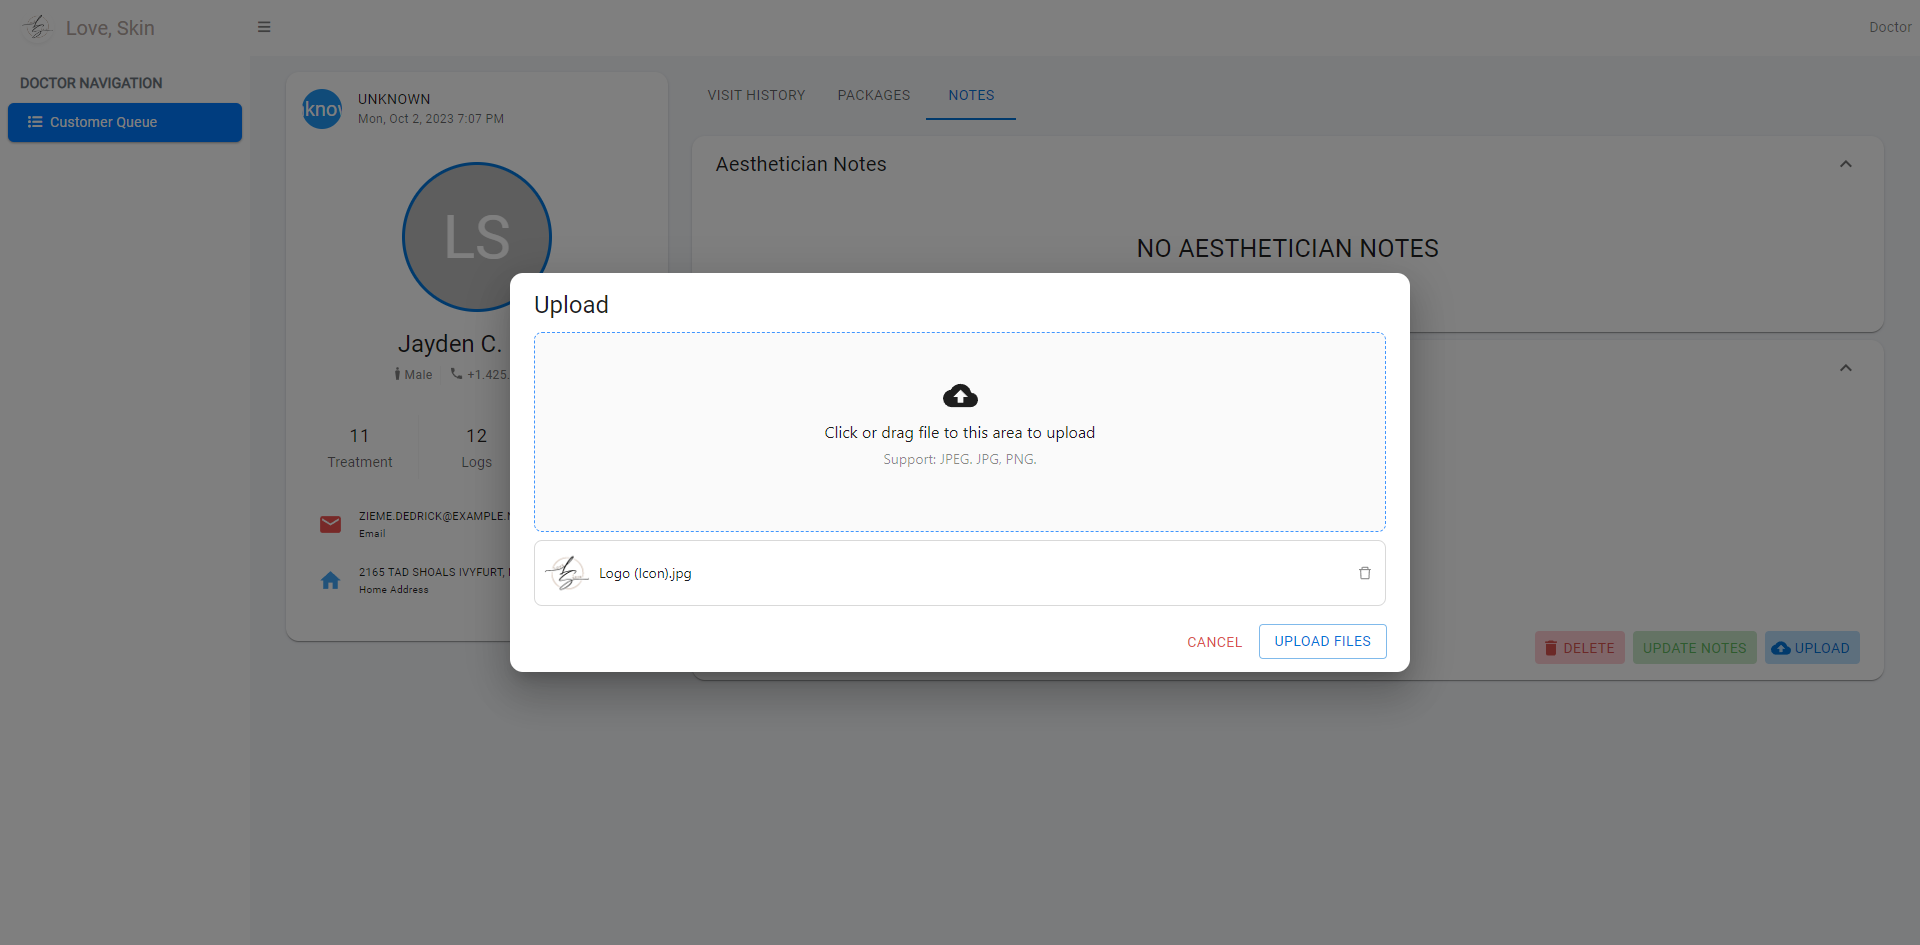 Love, Skin
Doctor
DOCTOR NAVIGATION
Customer Queue
UNKNOWN
Mon, Oct 2, 2023 7:07 PM
LS
Jayden C.
Male
+1.425.
11
Treatment
12
Logs
ZIEME.DEDRICK@EXAMPLE.
Email
2165 TAD SHOALS IVYFURT,
Home Address
VISIT HISTORY
PACKAGES
NOTES
Aesthetician Notes
NO AESTHETICIAN NOTES
Upload
Click or drag file to this area to upload
Support: JPEG. JPG, PNG.
Logo (Icon).jpg
CANCEL
UPLOAD FILES
DELETE
UPDATE NOTES
UPLOAD